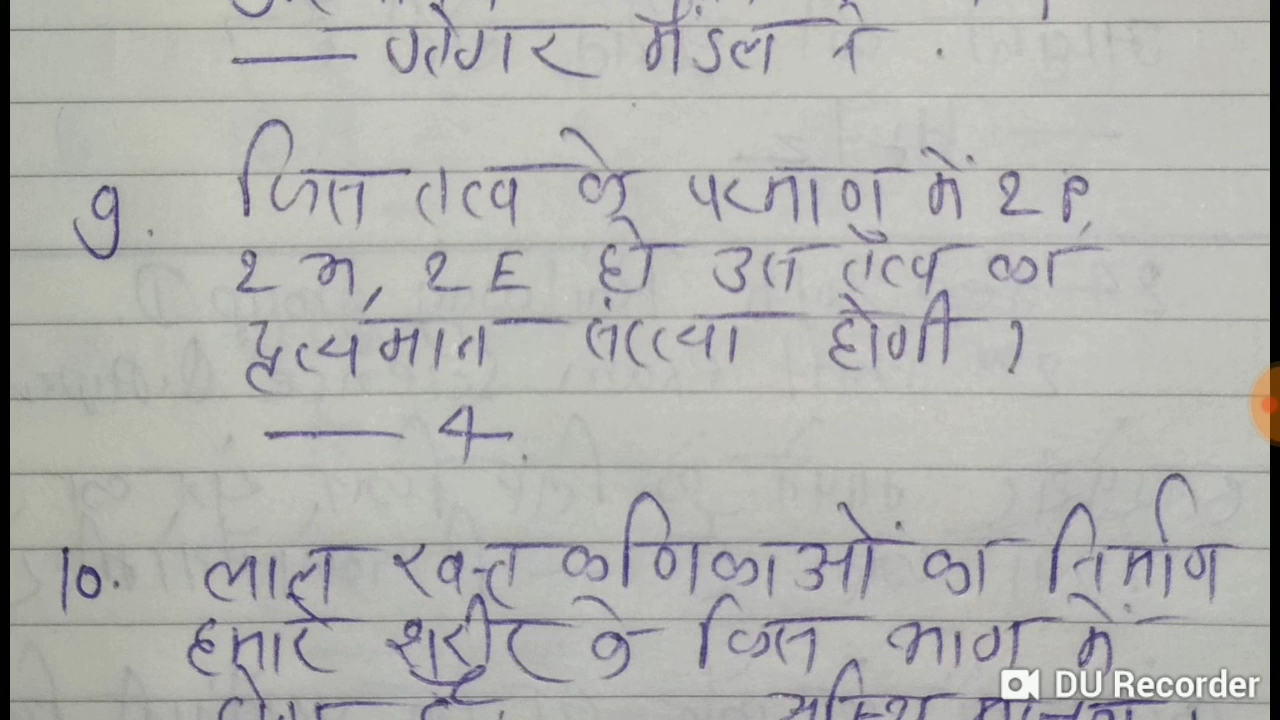 — ग्रेगर मेंडल ने .
9. जिस तत्व के परमाणु में 2 P,
2 न, 2 E हो उस तत्व का
द्रव्यमान संख्या होगी ?
— 4.
10. लाल रक्त कणिकाओं का निर्माण
हमारे शरीर के किस भाग में
DU Recorder